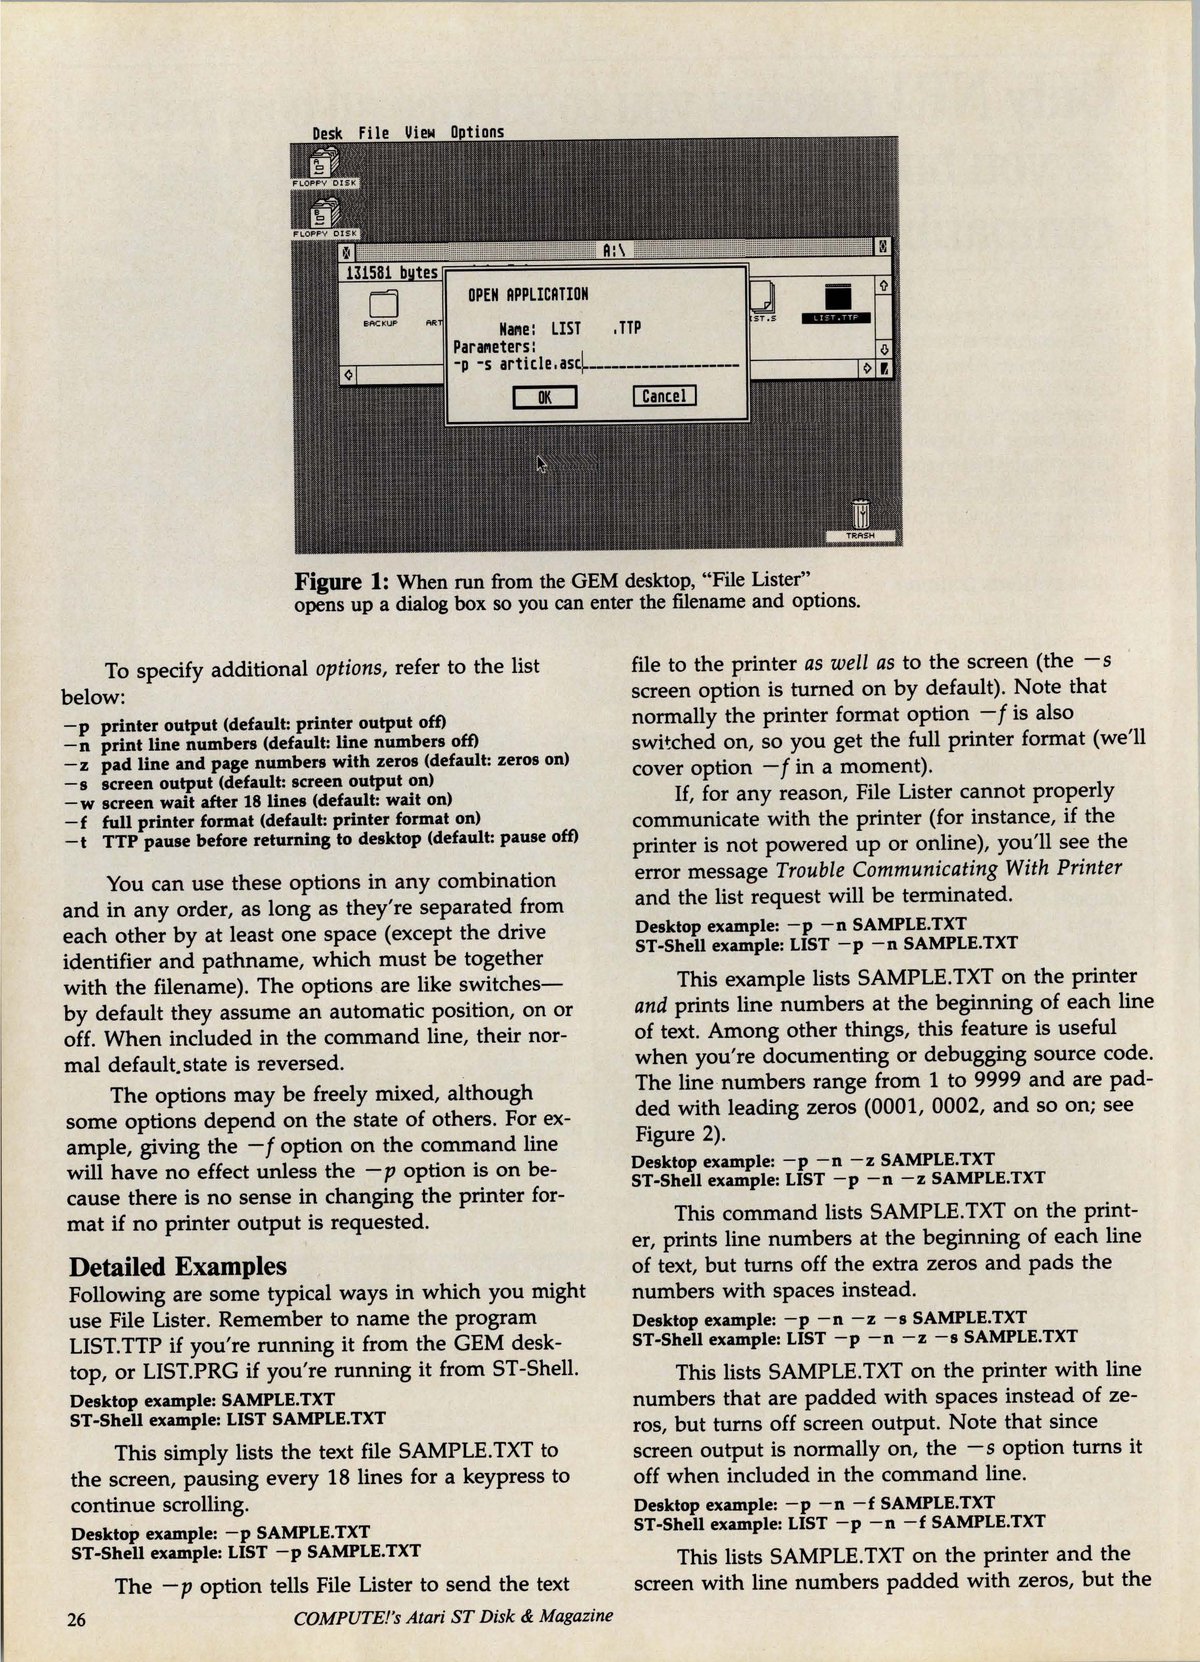 Desk File View Options
FLOPPY DISK
FLOPPY DISK
A:\
131581 bytes
BACKUP
ART
IST.S
LIST.TTP
OPEN APPLICATION
Name: LIST .TTP
Parameters:
-p -s article.asc
OK Cancel
TRASH
Figure 1: When run from the GEM desktop, “File Lister”
opens up a dialog box so you can enter the filename and options.
To specify additional options, refer to the list
below:
—p printer output (default: printer output off)
—n print line numbers (default: line numbers off)
—z pad line and page numbers with zeros (default: zeros on)
—s screen output (default: screen output on)
—w screen wait after 18 lines (default: wait on)
—f full printer format (default: printer format on)
—t TTP pause before returning to desktop (default: pause off)
You can use these options in any combination
and in any order, as long as they’re separated from
each other by at least one space (except the drive
identifier and pathname, which must be together
with the filename). The options are like switches—
by default they assume an automatic position, on or
off. When included in the command line, their nor-
mal default state is reversed.
The options may be freely mixed, although
some options depend on the state of others. For ex-
ample, giving the —f option on the command line
will have no effect unless the —p option is on be-
cause there is no sense in changing the printer for-
mat if no printer output is requested.
Detailed Examples
Following are some typical ways in which you might
use File Lister. Remember to name the program
LIST.TTP if you’re running it from the GEM desk-
top, or LIST.PRG if you’re running it from ST-Shell.
Desktop example: SAMPLE.TXT
ST-Shell example: LIST SAMPLE.TXT
This simply lists the text file SAMPLE.TXT to
the screen, pausing every 18 lines for a keypress to
continue scrolling.
Desktop example: —p SAMPLE.TXT
ST-Shell example: LIST —p SAMPLE.TXT
The —p option tells File Lister to send the text
file to the printer as well as to the screen (the —s
screen option is turned on by default). Note that
normally the printer format option —f is also
switched on, so you get the full printer format (we’ll
cover option —f in a moment).
If, for any reason, File Lister cannot properly
communicate with the printer (for instance, if the
printer is not powered up or online), you’ll see the
error message Trouble Communicating With Printer
and the list request will be terminated.
Desktop example: —p —n SAMPLE.TXT
ST-Shell example: LIST —p —n SAMPLE.TXT
This example lists SAMPLE.TXT on the printer
and prints line numbers at the beginning of each line
of text. Among other things, this feature is useful
when you’re documenting or debugging source code.
The line numbers range from 1 to 9999 and are pad-
ded with leading zeros (0001, 0002, and so on; see
Figure 2).
Desktop example: —p —n —z SAMPLE.TXT
ST-Shell example: LIST —p —n —z SAMPLE.TXT
This command lists SAMPLE.TXT on the print-
er, prints line numbers at the beginning of each line
of text, but turns off the extra zeros and pads the
numbers with spaces instead.
Desktop example: —p —n —z —s SAMPLE.TXT
ST-Shell example: LIST —p —n —z —s SAMPLE.TXT
This lists SAMPLE.TXT on the printer with line
numbers that are padded with spaces instead of ze-
ros, but turns off screen output. Note that since
screen output is normally on, the —s option turns it
off when included in the command line.
Desktop example: —p —n —f SAMPLE.TXT
ST-Shell example: LIST —p —n —f SAMPLE.TXT
This lists SAMPLE.TXT on the printer and the
screen with line numbers padded with zeros, but the
26 COMPUTE!’s Atari ST Disk & Magazine